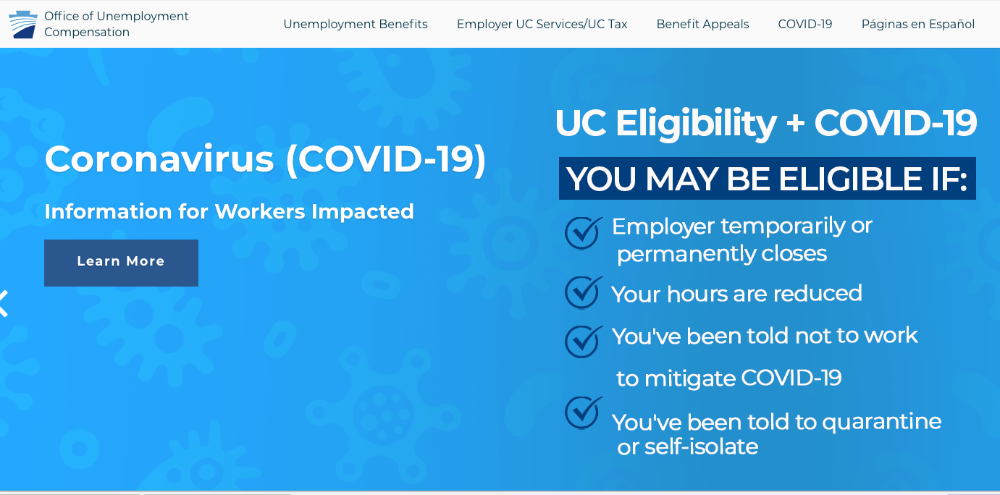 Office of Unemployment
Compensation
Unemployment Benefits
Employer UC Services/UC Tax
Benefit Appeals
COVID-19
Páginas en Español
Coronavirus (COVID-19)
Information for Workers Impacted
Learn More
UC Eligibility + COVID-19
YOU MAY BE ELIGIBLE IF:
Employer temporarily or
permanently closes
Your hours are reduced
You've been told not to work
to mitigate COVID-19
You've been told to quarantine
or self-isolate